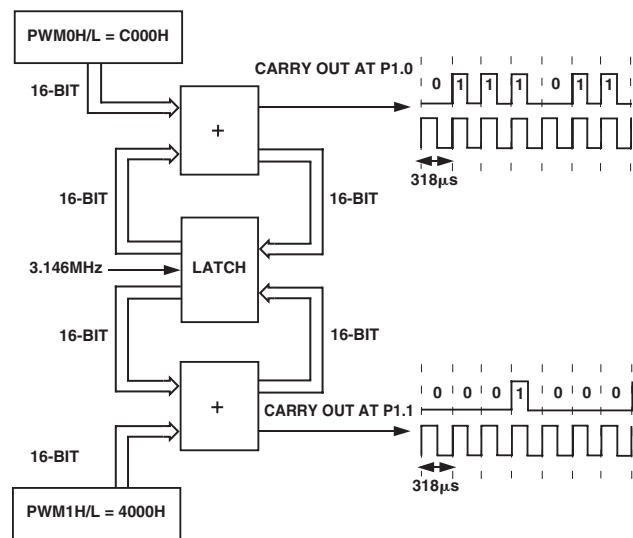 PWM0H/L = C000H
16-BIT
CARRY OUT AT P1.0
0 1 1 1 0 1 1
+
318µs
16-BIT
16-BIT
3.146MHz
LATCH
16-BIT
16-BIT
0 0 0 1 0 0 0
+
CARRY OUT AT P1.1
16-BIT
318µs
PWM1H/L = 4000H